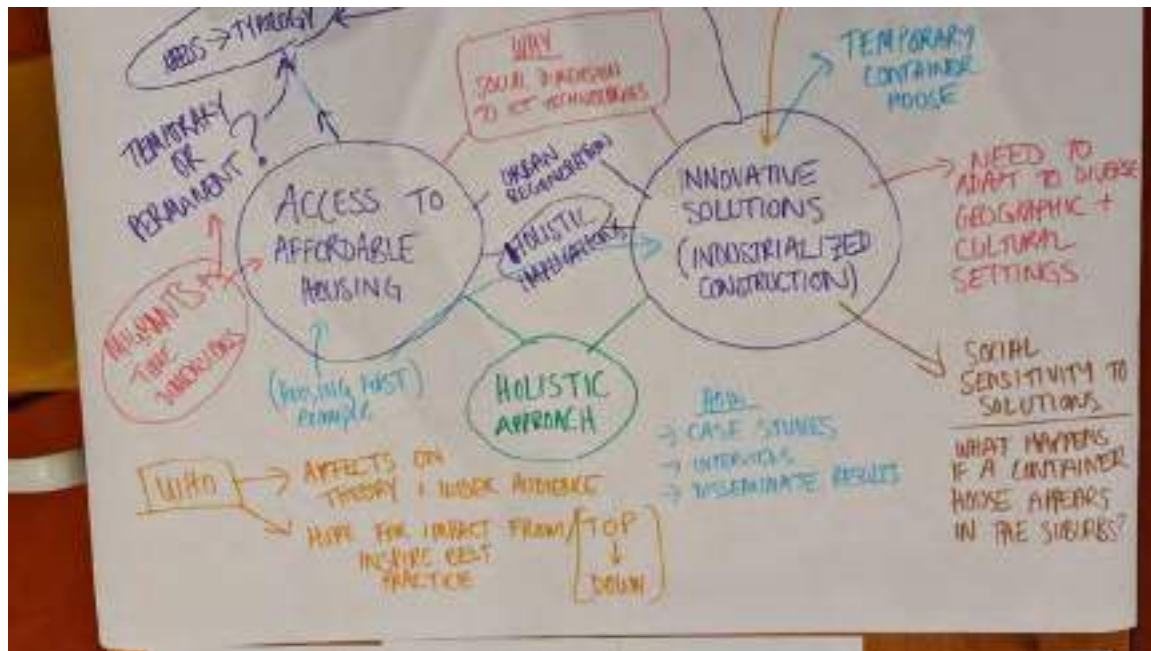 NEEDS → TYPOLOGY
TEMPORARY
OR
PERMANENT?
WHY
SOCIAL DIMENSION
TO ICT TECHNOLOGIES
TEMPORARY
CONTAINER
HOUSE
ACCESS TO
AFFORDABLE
HOUSING
URBAN
REGENERATION
HOLISTIC
IMPLICATIONS
INNOVATIVE
SOLUTIONS
(INDUSTRIALIZED
CONSTRUCTION)
NEED TO
ADAPT TO DIVERSE
GEOGRAPHIC +
CULTURAL
SETTINGS
MIGRANTS
TIME
(HOUSING FIRST)
example
HOLISTIC
APPROACH
HOW
→ CASE STUDIES
→ INTERVIEWS
→ DISSEMINATE RESULTS
SOCIAL
SENSITIVITY TO
SOLUTIONS
WHAT HAPPENS
IF A CONTAINER
HOUSE APPEARS
IN THE SUBURBS?
WHO
AFFECTS ON
THEORY + WIDER AUDIENCE
HOPE FOR IMPACT FROM/
INSPIRE BEST
PRACTICE
TOP
↓
DOWN